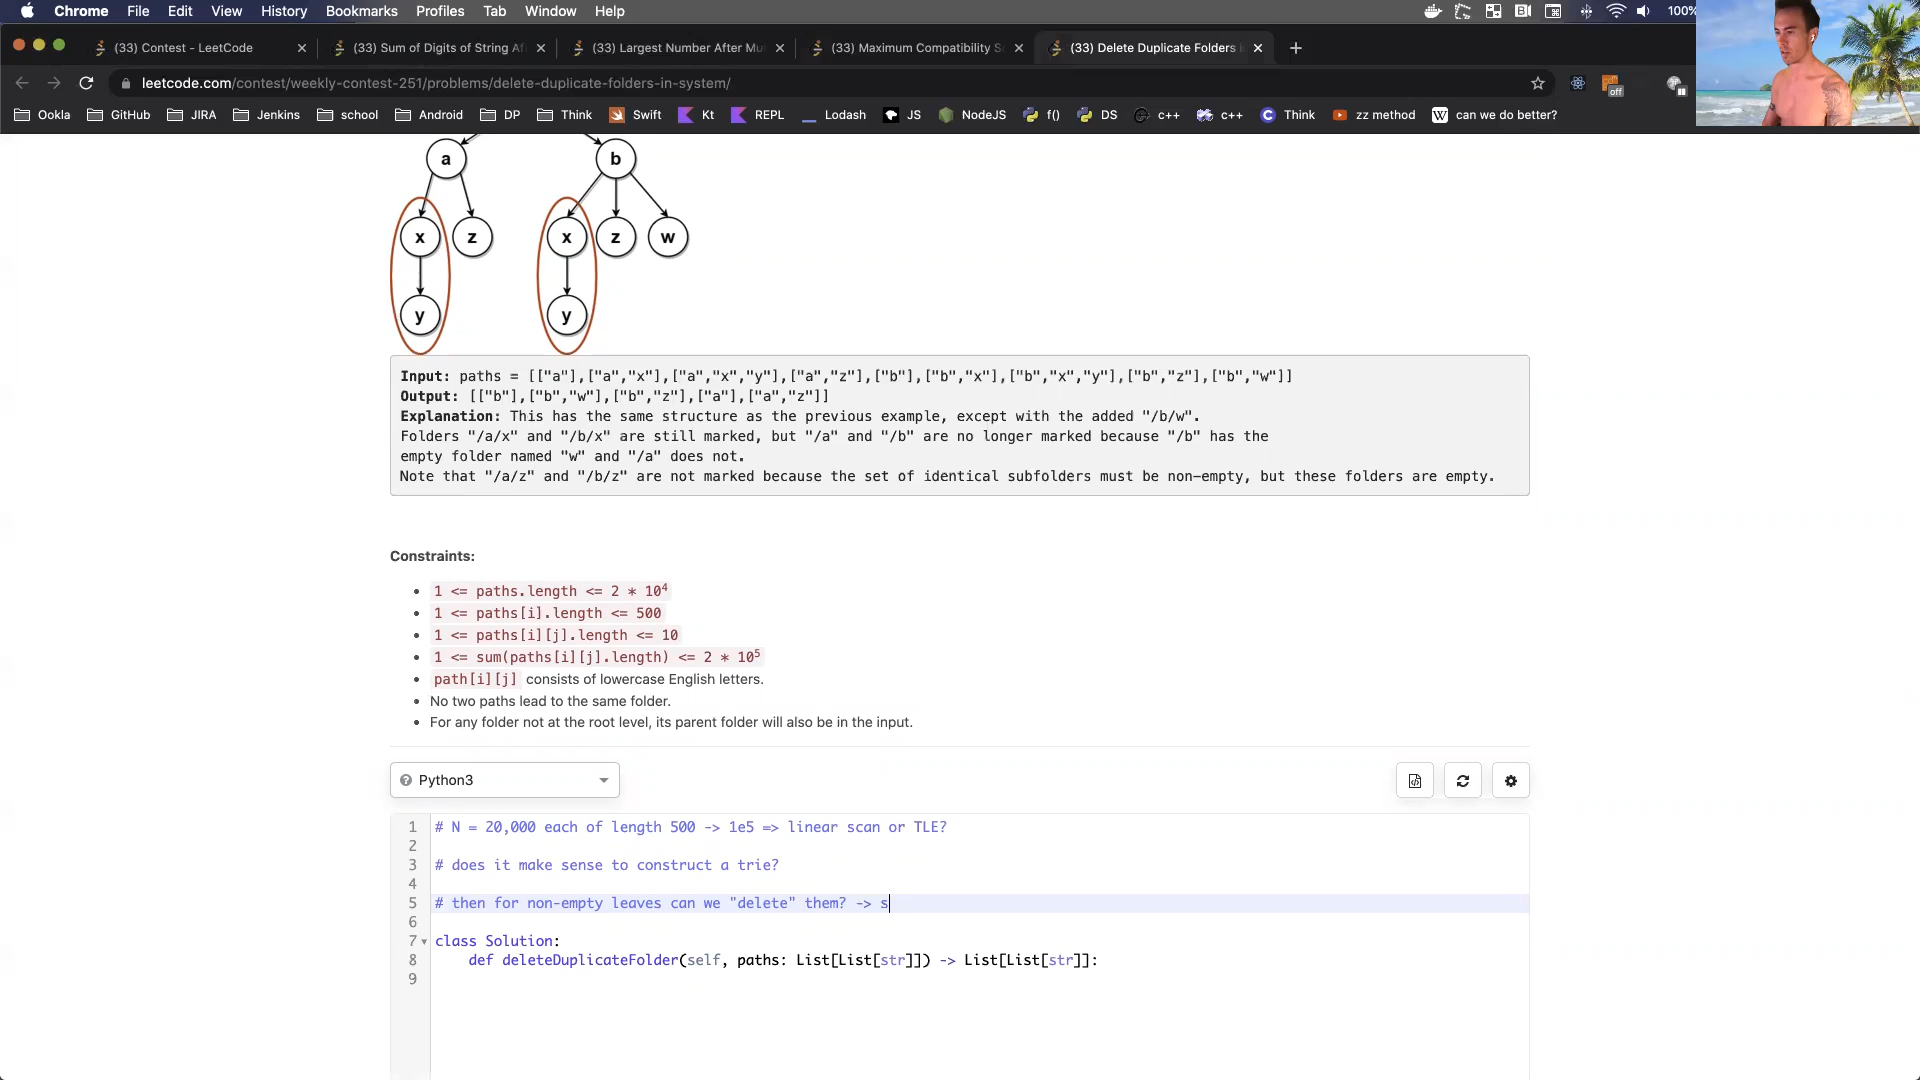 Chrome File Edit View History Bookmarks Profiles Tab Window Help 100%
(33) Contest - LeetCode (33) Sum of Digits of String Af (33) Largest Number After Mu (33) Maximum Compatibility S (33) Delete Duplicate Folders i
leetcode.com/contest/weekly-contest-251/problems/delete-duplicate-folders-in-system/
off
Ookla GitHub JIRA Jenkins school Android DP Think Swift Kt REPL Lodash JS NodeJS f() DS c++ c++ Think zz method can we do better?
a b
x z x z w
y y
Input: paths = [["a"],["a","x"],["a","x","y"],["a","z"],["b"],["b","x"],["b","x","y"],["b","z"],["b","w"]]
Output: [["b"],["b","w"],["b","z"],["a"],["a","z"]]
Explanation: This has the same structure as the previous example, except with the added "/b/w".
Folders "/a/x" and "/b/x" are still marked, but "/a" and "/b" are no longer marked because "/b" has the
empty folder named "w" and "/a" does not.
Note that "/a/z" and "/b/z" are not marked because the set of identical subfolders must be non-empty, but these folders are empty.
Constraints:
1 <= paths.length <= 2 * 10⁴
1 <= paths[i].length <= 500
1 <= paths[i][j].length <= 10
1 <= sum(paths[i][j].length) <= 2 * 10⁵
path[i][j] consists of lowercase English letters.
No two paths lead to the same folder.
For any folder not at the root level, its parent folder will also be in the input.
Python3
1 # N = 20,000 each of length 500 -> 1e5 => linear scan or TLE?
2
3 # does it make sense to construct a trie?
4
5 # then for non-empty leaves can we "delete" them? -> s
6
7 class Solution:
8 def deleteDuplicateFolder(self, paths: List[List[str]]) -> List[List[str]]:
9